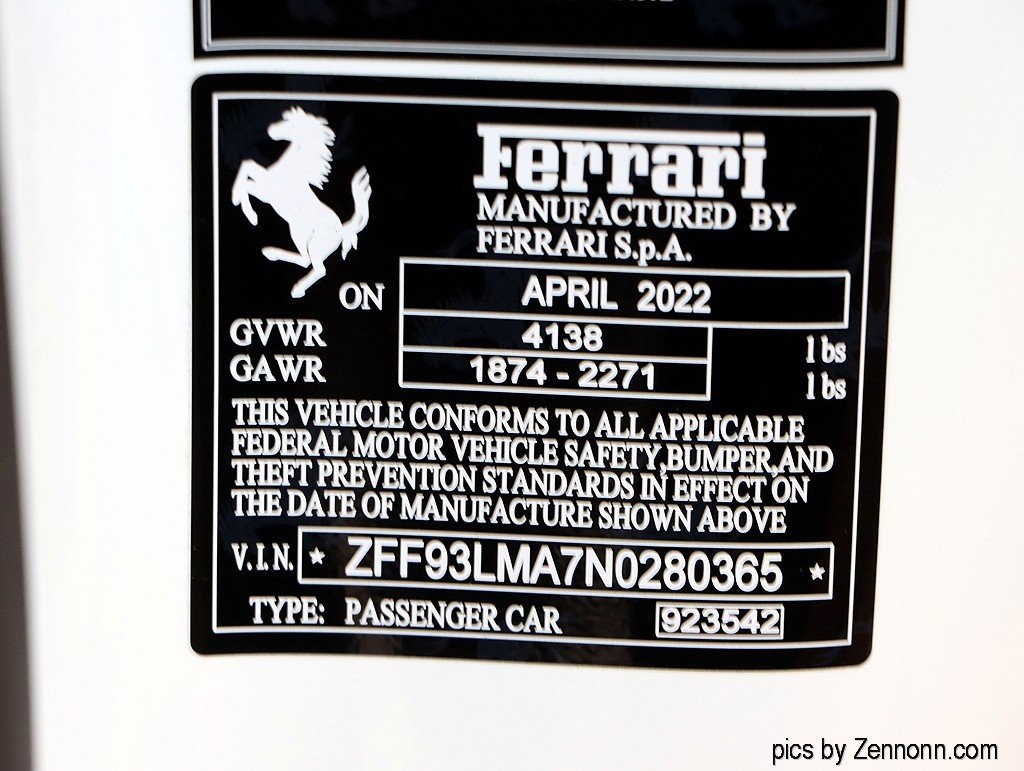 Ferrari
MANUFACTURED BY
FERRARI S.p.A.
ON APRIL 2022
GVWR 4138 lbs
GAWR 1874 - 2271 lbs
THIS VEHICLE CONFORMS TO ALL APPLICABLE
FEDERAL MOTOR VEHICLE SAFETY,BUMPER,AND
THEFT PREVENTION STANDARDS IN EFFECT ON
THE DATE OF MANUFACTURE SHOWN ABOVE
V.I.N. * ZFF93LMA7N0280365 *
TYPE: PASSENGER CAR 923542
pics by Zennonn.com